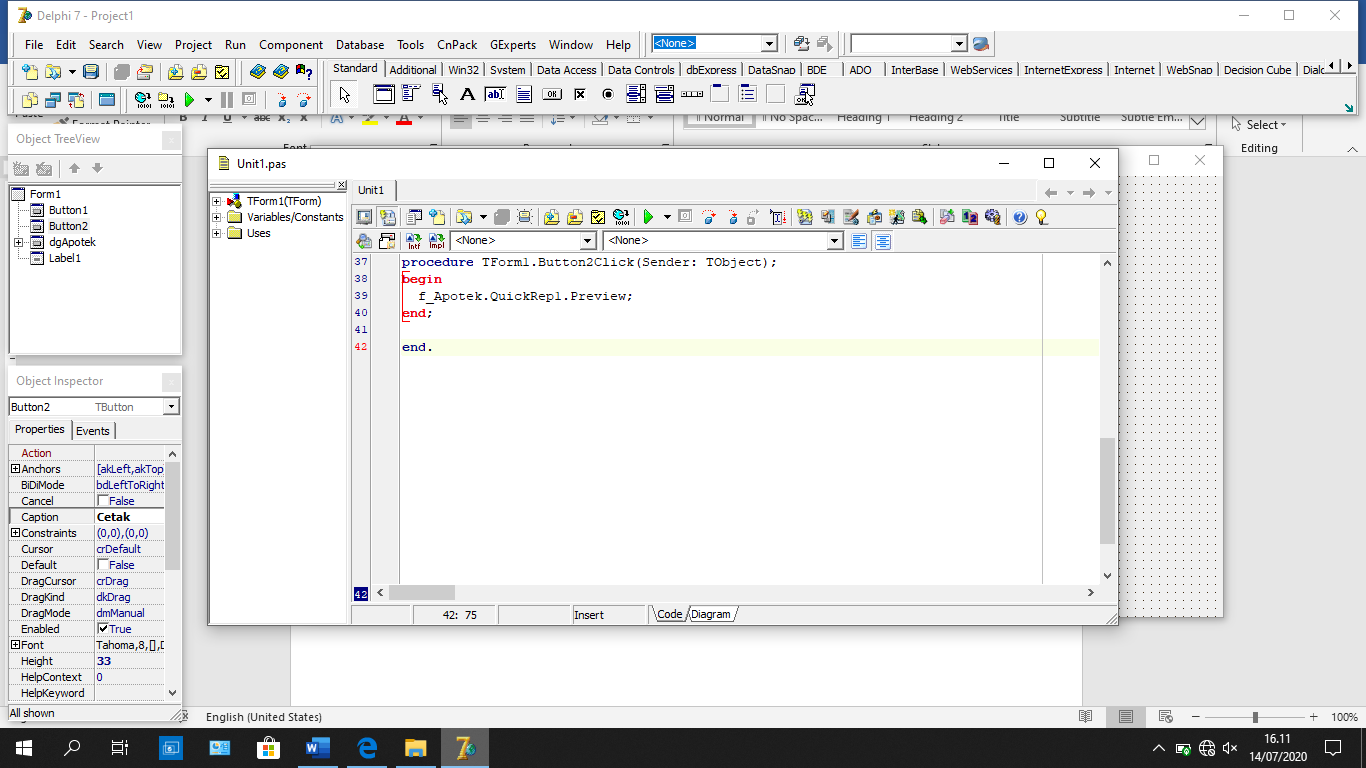 Delphi 7 - Project1
File Edit Search View Project Run Component Database Tools CnPack GExperts Window Help
<None>
Standard Additional Win32 System Data Access Data Controls dbExpress DataSnap BDE ADO InterBase WebServices InternetExpress Internet WebSnap Decision Cube
Normal No Spac... Heading 1 Heading 2 Title Subtitle Subtle Em...
Select
Editing
Object TreeView
Form1
Button1
Button2
dgApotek
Label1
Unit1.pas
TForm1(TForm)
Variables/Constants
Uses
Unit1
Intf Impl <None> <None>
37 procedure TForm1.Button2Click(Sender: TObject);
38 begin
39 f_Apotek.QuickRep1.Preview;
40 end;
41
42 end.
42
42: 75 Insert Code Diagram
Object Inspector
Button2 TButton
Properties Events
Action
Anchors [akLeft,akTop
BiDiMode bdLeftToRight
Cancel False
Caption Cetak
Constraints (0,0),(0,0)
Cursor crDefault
Default False
DragCursor crDrag
DragKind dkDrag
DragMode dmManual
Enabled True
Font Tahoma,8,[],
Height 33
HelpContext 0
HelpKeyword
All shown
English (United States)
100%
16.11
14/07/2020